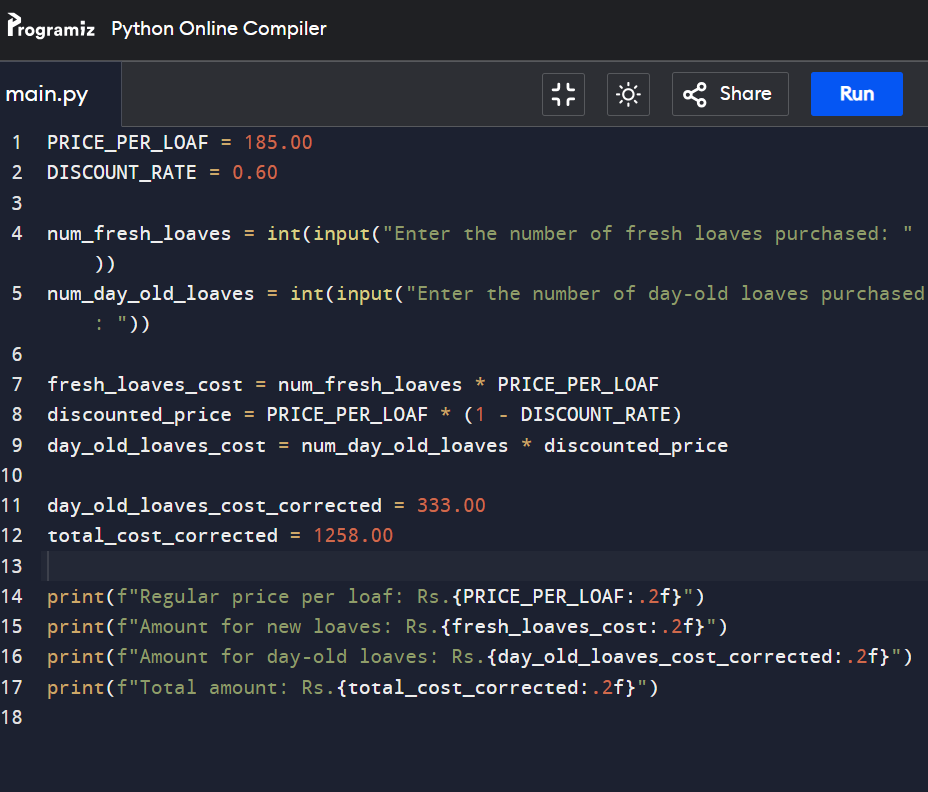 Programiz Python Online Compiler
main.py Share Run
1 PRICE_PER_LOAF = 185.00
2 DISCOUNT_RATE = 0.60
3
4 num_fresh_loaves = int(input("Enter the number of fresh loaves purchased: "
))
5 num_day_old_loaves = int(input("Enter the number of day-old loaves purchased
: "))
6
7 fresh_loaves_cost = num_fresh_loaves * PRICE_PER_LOAF
8 discounted_price = PRICE_PER_LOAF * (1 - DISCOUNT_RATE)
9 day_old_loaves_cost = num_day_old_loaves * discounted_price
10
11 day_old_loaves_cost_corrected = 333.00
12 total_cost_corrected = 1258.00
13
14 print(f"Regular price per loaf: Rs.{PRICE_PER_LOAF:.2f}")
15 print(f"Amount for new loaves: Rs.{fresh_loaves_cost:.2f}")
16 print(f"Amount for day-old loaves: Rs.{day_old_loaves_cost_corrected:.2f}")
17 print(f"Total amount: Rs.{total_cost_corrected:.2f}")
18